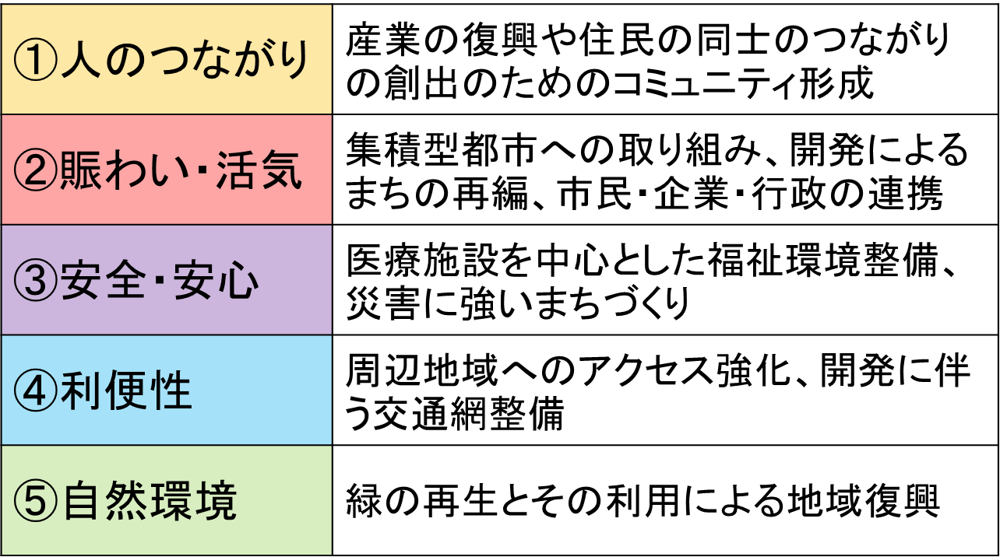 ①人のつながり
産業の復興や住民の同士のつながり
の創出のためのコミュニティ形成
②賑わい・活気
集積型都市への取り組み、開発による
まちの再編、市民・企業・行政の連携
③安全・安心
医療施設を中心とした福祉環境整備、
災害に強いまちづくり
④利便性
周辺地域へのアクセス強化、開発に伴
う交通網整備
⑤自然環境
緑の再生とその利用による地域復興